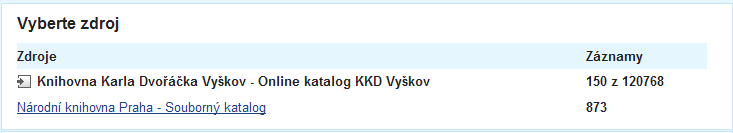 Vyberte zdroj
Zdroje Záznamy
Knihovna Karla Dvořáčka Vyškov - Online katalog KKD Vyškov 150 z 120768
Národní knihovna Praha - Souborný katalog 873